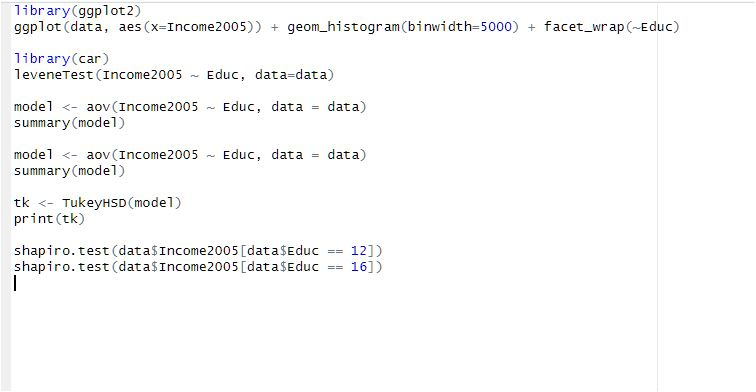 library(ggplot2)
ggplot(data, aes(x=Income2005)) + geom_histogram(binwidth=5000) + facet_wrap(~Educ)
library(car)
leveneTest(Income2005 ~ Educ, data=data)
model <- aov(Income2005 ~ Educ, data = data)
summary(model)
model <- aov(Income2005 ~ Educ, data = data)
summary(model)
tk <- TukeyHSD(model)
print(tk)
shapiro.test(data$Income2005[data$Educ == 12])
shapiro.test(data$Income2005[data$Educ == 16])